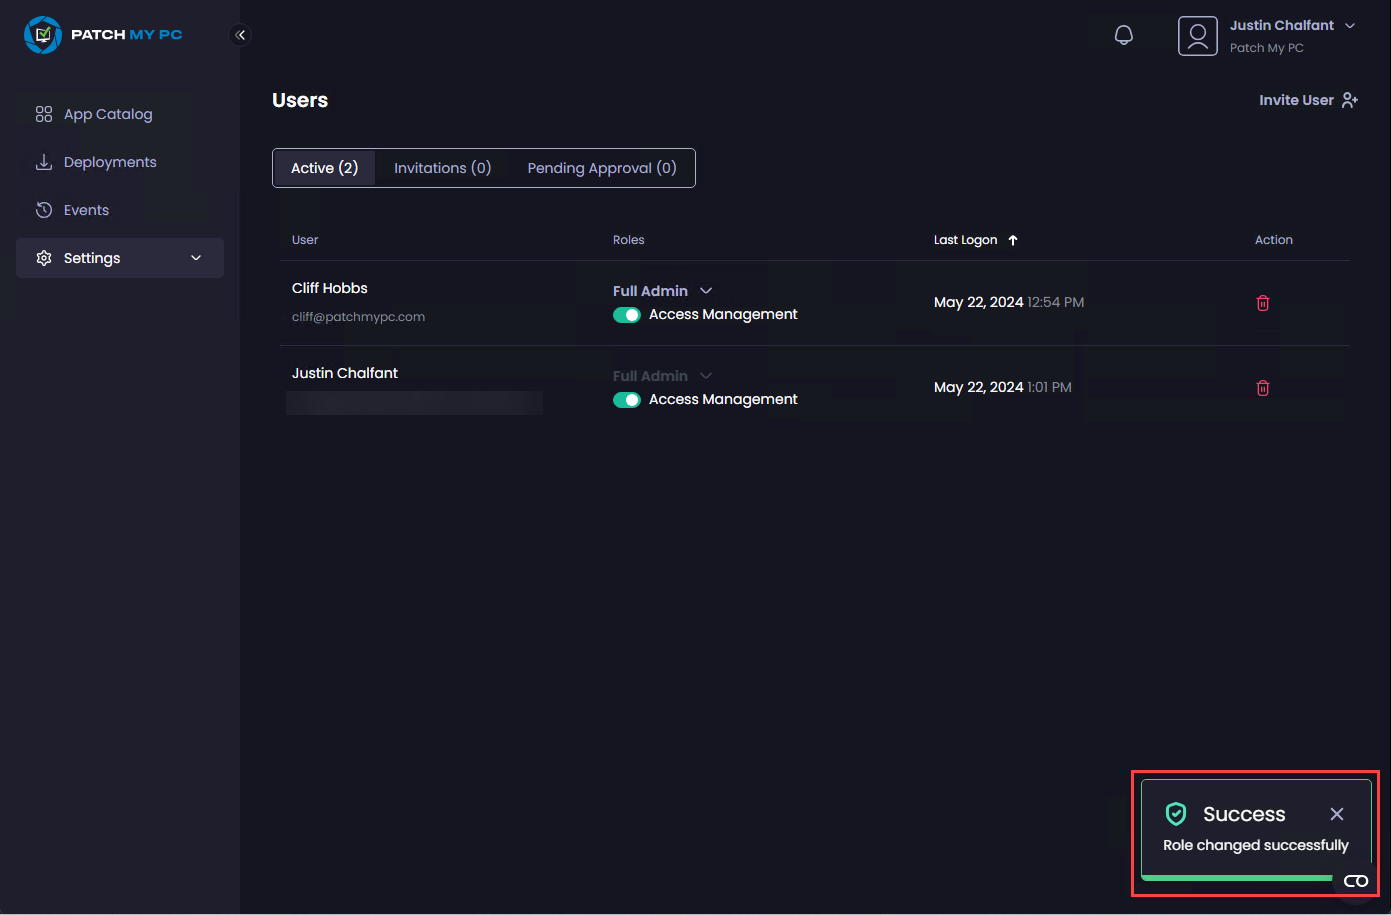 PATCH MY PC
Justin Chalfant
Patch My PC
App Catalog
Deployments
Events
Settings
Users
Invite User
Active (2) Invitations (0) Pending Approval (0)
User Roles Last Logon Action
Cliff Hobbs
cliff@patchmypc.com
Full Admin
Access Management
May 22, 2024 12:54 PM
Justin Chalfant
Full Admin
Access Management
May 22, 2024 1:01 PM
Success
Role changed successfully